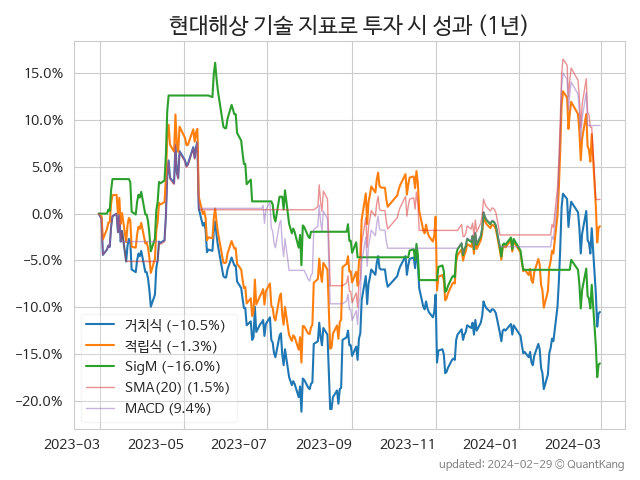 현대해상 기술 지표로 투자 시 성과 (1년)
15.0%
10.0%
5.0%
0.0%
−5.0%
−10.0%
−15.0%
−20.0%
거치식 (−10.5%)
적립식 (−1.3%)
SigM (−16.0%)
SMA(20) (1.5%)
MACD (9.4%)
2023-03 2023-05 2023-07 2023-09 2023-11 2024-01 2024-03
updated: 2024-02-29 ⓒ QuantKang